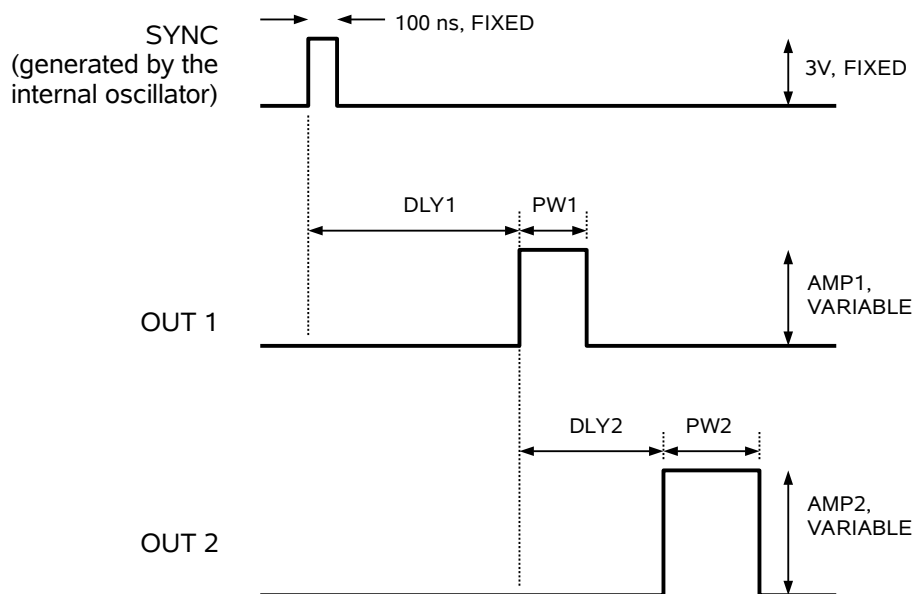 SYNC
(generated by the
internal oscillator)
100 ns, FIXED
3V, FIXED
DLY1
PW1
AMP1,
VARIABLE
OUT 1
DLY2
PW2
AMP2,
VARIABLE
OUT 2